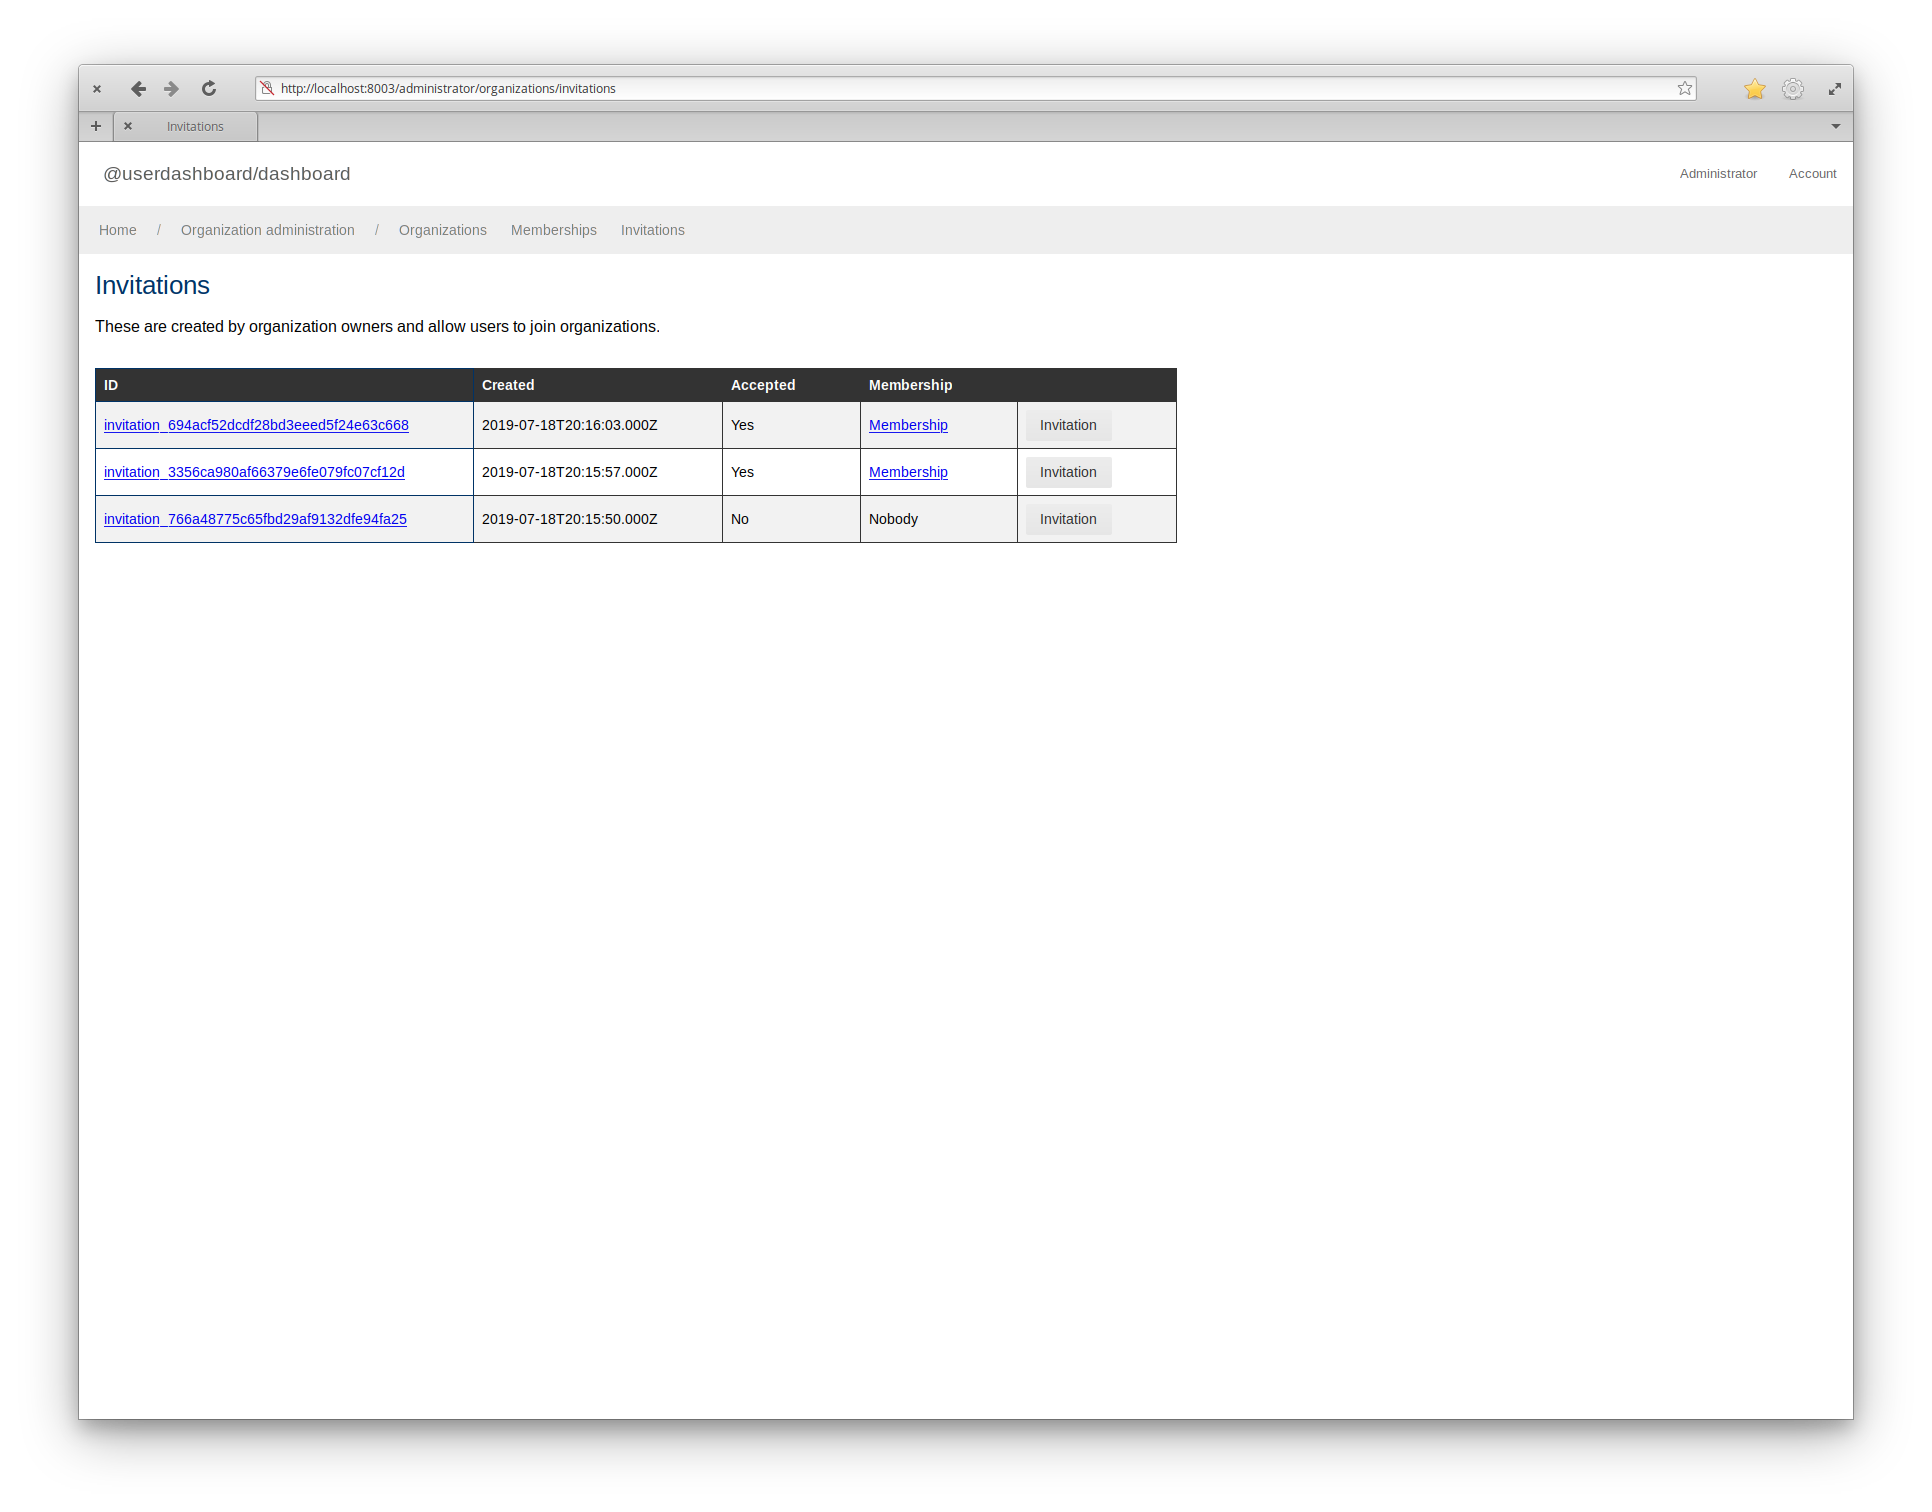 http://localhost:8003/administrator/organizations/invitations
Invitations
@userdashboard/dashboard Administrator Account
Home / Organization administration / Organizations Memberships Invitations
Invitations
These are created by organization owners and allow users to join organizations.
ID Created Accepted Membership
invitation_694acf52dcdf28bd3eeed5f24e63c668 2019-07-18T20:16:03.000Z Yes Membership Invitation
invitation_3356ca980af66379e6fe079fc07cf12d 2019-07-18T20:15:57.000Z Yes Membership Invitation
invitation_766a48775c65fbd29af9132dfe94fa25 2019-07-18T20:15:50.000Z No Nobody Invitation